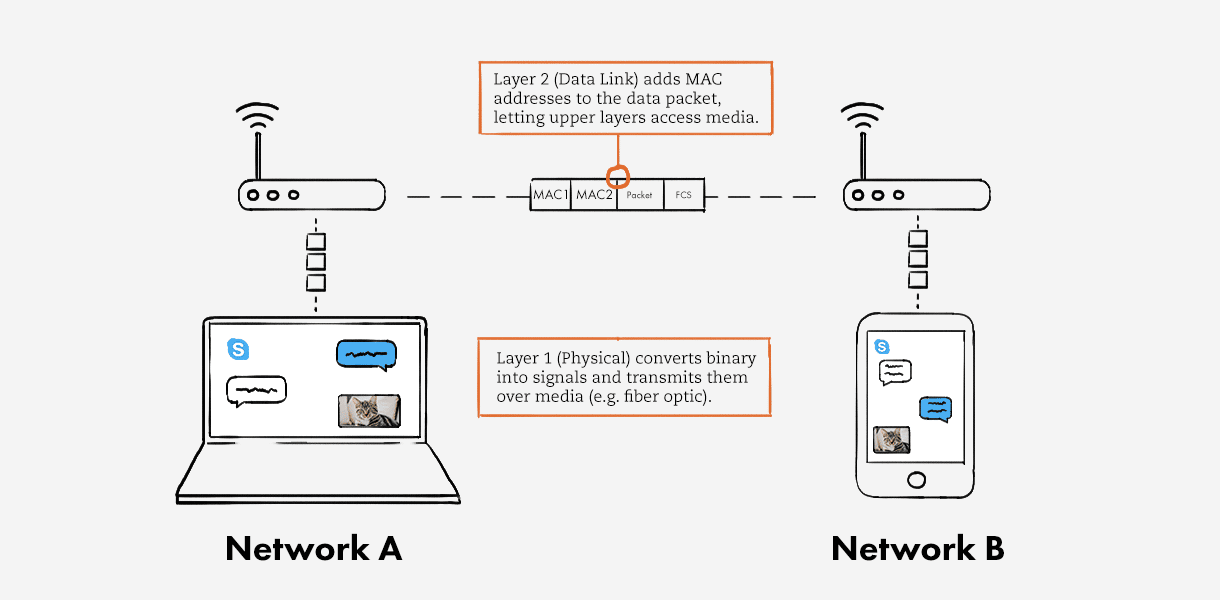 Layer 2 (Data Link) adds MAC
addresses to the data packet,
letting upper layers access media.
MAC1 MAC2 Packet FCS
S
S
Layer 1 (Physical) converts binary
into signals and transmits them
over media (e.g. fiber optic).
Network A
Network B